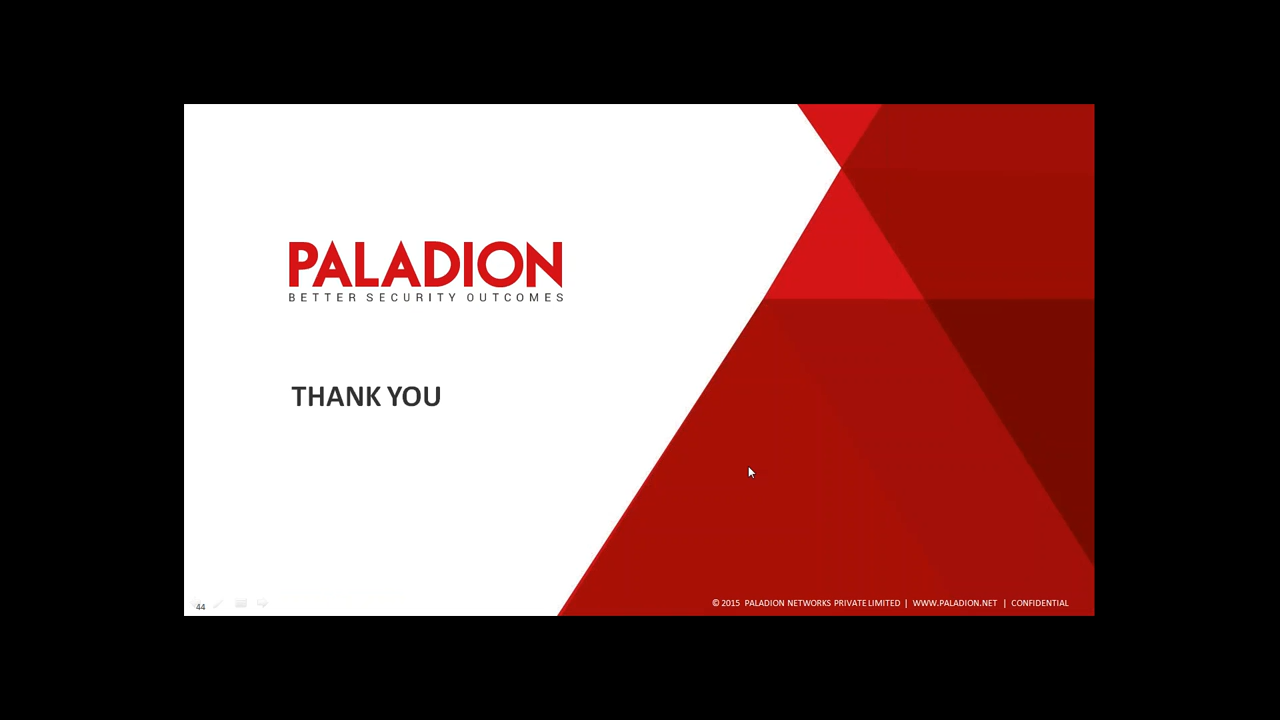 PALADION
BETTER SECURITY OUTCOMES
THANK YOU
44
© 2015 PALADION NETWORKS PRIVATE LIMITED | WWW.PALADION.NET | CONFIDENTIAL